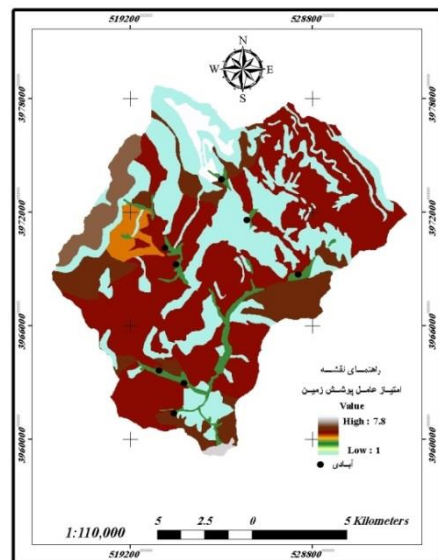 519200 528800
N
W E
S
3978000 3978000
3972000 3972000
3966000 3966000
3960000 3960000
راهنمای نقشه
امتیاز عامل پوشش زمین
Value
High : 7.8
Low : 1
آبادی
1:110,000
5 2.5 0 5 Kilometers
519200 528800